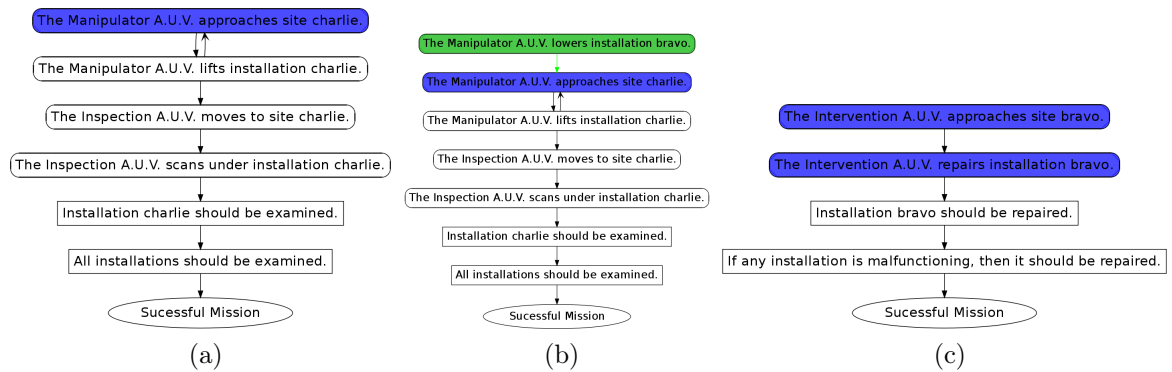 The Manipulator A.U.V. approaches site charlie.
The Manipulator A.U.V. lifts installation charlie.
The Inspection A.U.V. moves to site charlie.
The Inspection A.U.V. scans under installation charlie.
Installation charlie should be examined.
All installations should be examined.
Sucessful Mission
(a)
The Manipulator A.U.V. lowers installation bravo.
The Manipulator A.U.V. approaches site charlie.
The Manipulator A.U.V. lifts installation charlie.
The Inspection A.U.V. moves to site charlie.
The Inspection A.U.V. scans under installation charlie.
Installation charlie should be examined.
All installations should be examined.
Sucessful Mission
(b)
The Intervention A.U.V. approaches site bravo.
The Intervention A.U.V. repairs installation bravo.
Installation bravo should be repaired.
If any installation is malfunctioning, then it should be repaired.
Sucessful Mission
(c)